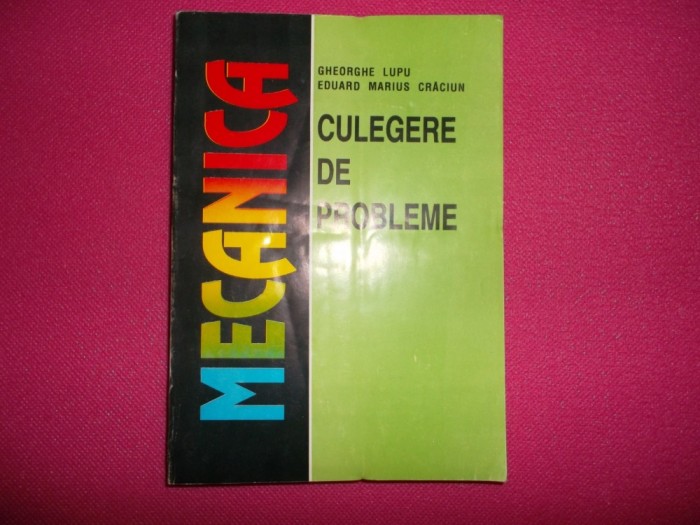 MECANICA
GHEORGHE LUPU
EDUARD MARIUS CRĂCIUN
CULEGERE
DE
PROBLEME